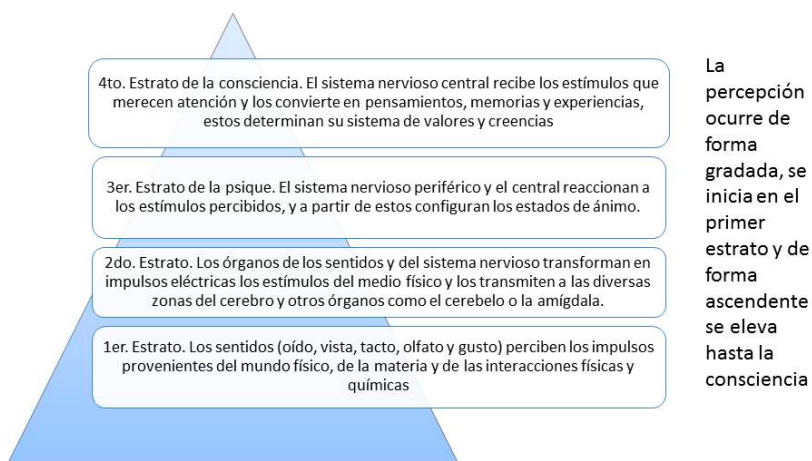 4to. Estrato de la consciencia. El sistema nervioso central recibe los estímulos que
merecen atención y los convierte en pensamientos, memorias y experiencias,
estos determinan su sistema de valores y creencias
3er. Estrato de la psique. El sistema nervioso periférico y el central reaccionan a
los estímulos percibidos, y a partir de estos configuran los estados de ánimo.
2do. Estrato. Los órganos de los sentidos y del sistema nervioso transforman en
impulsos eléctricas los estímulos del medio físico y los transmiten a las diversas
zonas del cerebro y otros órganos como el cerebelo o la amígdala.
1er. Estrato. Los sentidos (oído, vista, tacto, olfato y gusto) perciben los impulsos
provenientes del mundo físico, de la materia y de las interacciones físicas y
químicas
La
percepción
ocurre de
forma
gradada, se
inicia en el
primer
estrato y de
forma
ascendente
se eleva
hasta la
consciencia